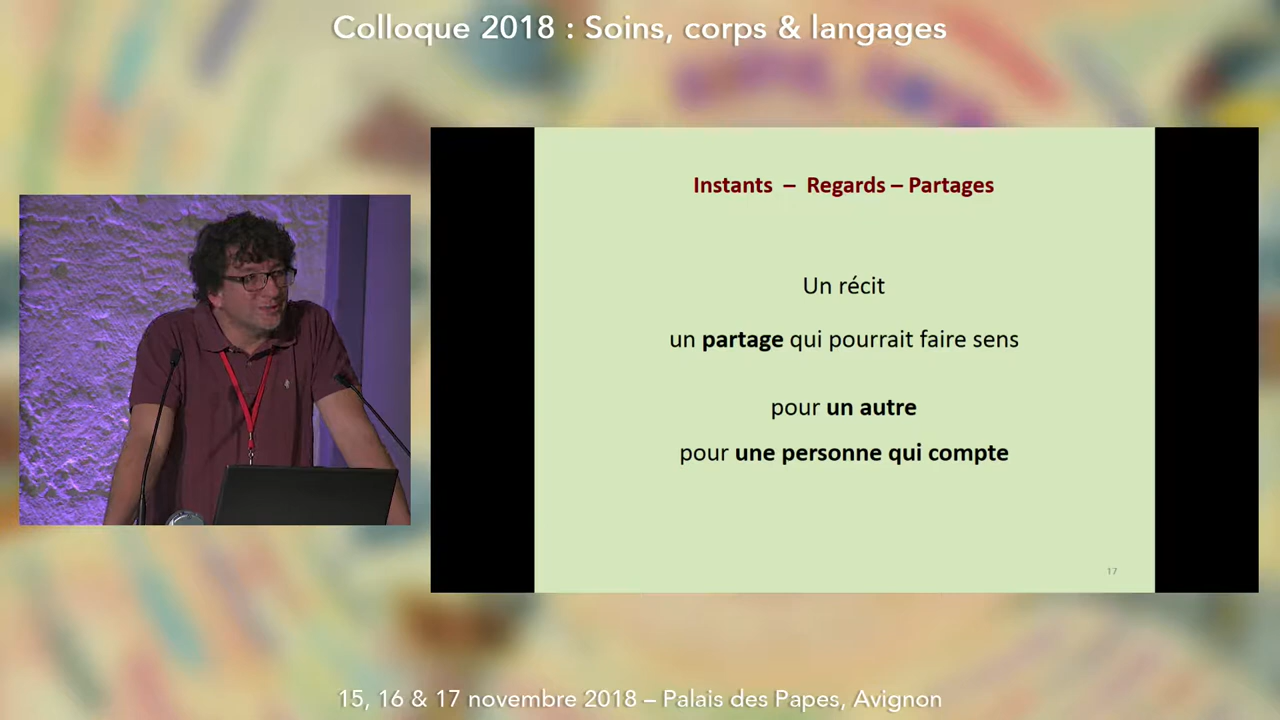 Colloque 2018 : Soins, corps & langages
Instants – Regards – Partages
Un récit
un partage qui pourrait faire sens
pour un autre
pour une personne qui compte
17
15, 16 & 17 novembre 2018 – Palais des Papes, Avignon